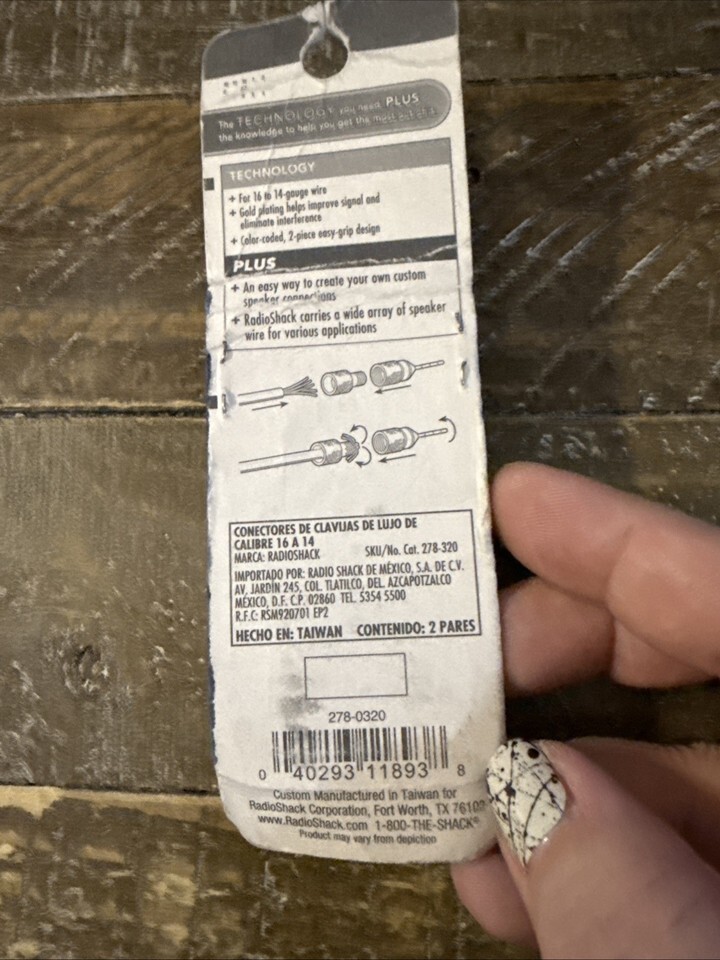 The TECHNOLOGY you need PLUS
the knowledge to help you get the most out of it.
TECHNOLOGY
+ For 16 to 14-gauge wire
+ Gold plating helps improve signal and
eliminate interference
+ Color-coded, 2-piece easy-grip design
PLUS
+ An easy way to create your own custom
speaker connections
+ RadioShack carries a wide array of speaker
wire for various applications
CONECTORES DE CLAVIJAS DE LUJO DE
CALIBRE 16 A 14
MARCA: RADIOSHACK SKU/No. Cat. 278-320
IMPORTADO POR: RADIO SHACK DE MÉXICO, S.A. DE C.V.
AV, JARDÍN 245, COL. TLATILCO, DEL. AZCAPOTZALCO
MÉXICO, D.F. C.P. 02860 TEL. 5354 5500
R.F.C: RSM920701 EP2
HECHO EN: TAIWAN CONTENIDO: 2 PARES
278-0320
0 40293 11893 8
Custom Manufactured in Taiwan for
RadioShack Corporation, Fort Worth, TX 76102
www.RadioShack.com 1-800-THE-SHACK®
Product may vary from depiction